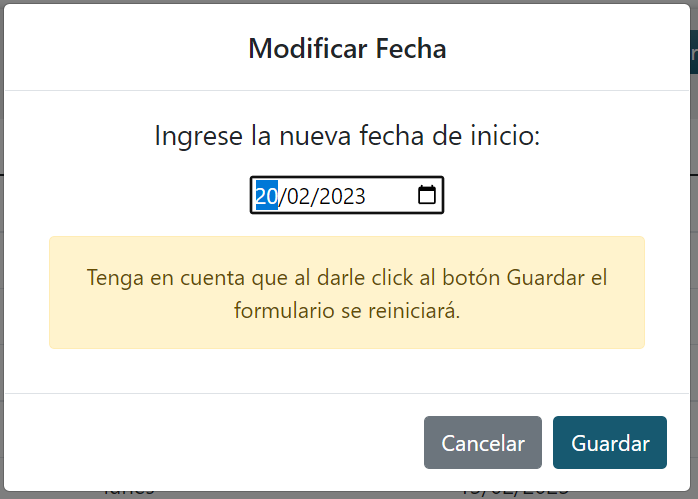 Modificar Fecha
Ingrese la nueva fecha de inicio:
20/02/2023
Tenga en cuenta que al darle click al botón Guardar el
formulario se reiniciará.
Cancelar
Guardar
lunes